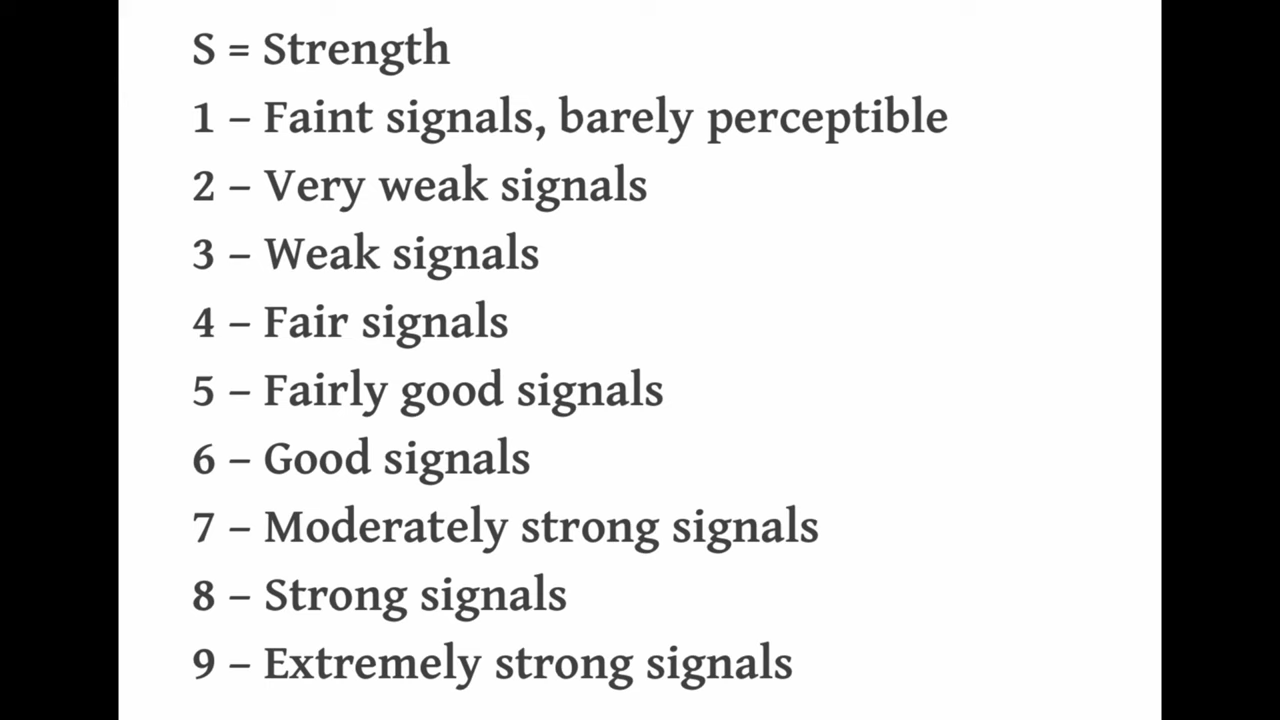 S = Strength
1 – Faint signals, barely perceptible
2 – Very weak signals
3 – Weak signals
4 – Fair signals
5 – Fairly good signals
6 – Good signals
7 – Moderately strong signals
8 – Strong signals
9 – Extremely strong signals